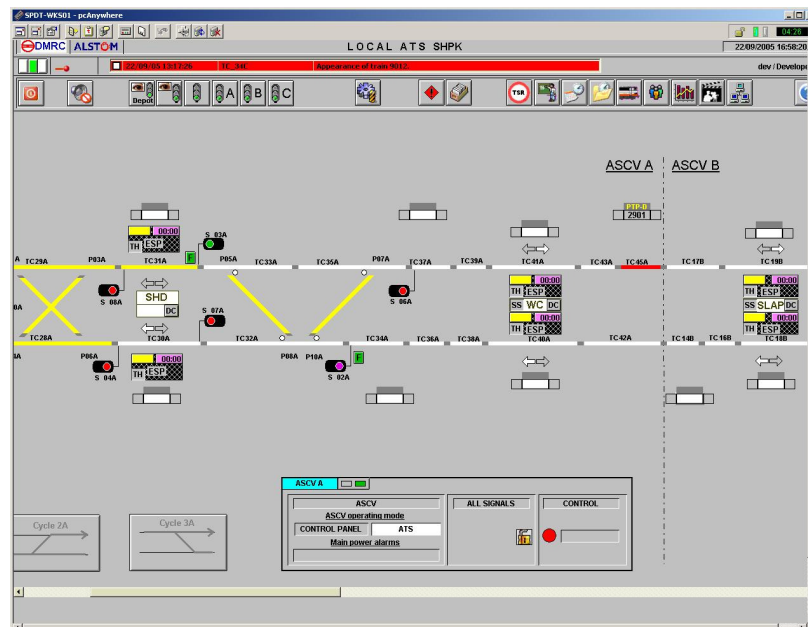 SPDT-WKS01 - pcAnywhere
04:26
DMRC ALSTOM LOCAL ATS SHPK 22/09/2005 16:58:20
22/09/05 13:17:26 TC_34C Appearance of train 9012. dev / Develop
Depot A B C TSR
ASCV A ASCV B
PTP-D
2901
00:00
TH ESP
S 03A
F
A TC29A P03A TC31A P05A TC33A TC35A P07A TC37A TC39A TC41A TC43A TC45A TC17B TC19B
00:00 00:00
TH ESP TH ESP
S 08A SHD S 06A
0A DC SS WC DC SS SLAP DC
S 07A 00:00 00:00
TH ESP TH ESP
TC28A TC30A TC32A TC34A TC36A TC38A TC40A TC42A TC14B TC16B TC18B
3A P06A 00:00 P08A P10A F
S 04A TH ESP S 02A
ASCV A
ASCV ALL SIGNALS CONTROL
ASCV operating mode
CONTROL PANEL ATS
Main power alarms
Cycle 2A Cycle 3A